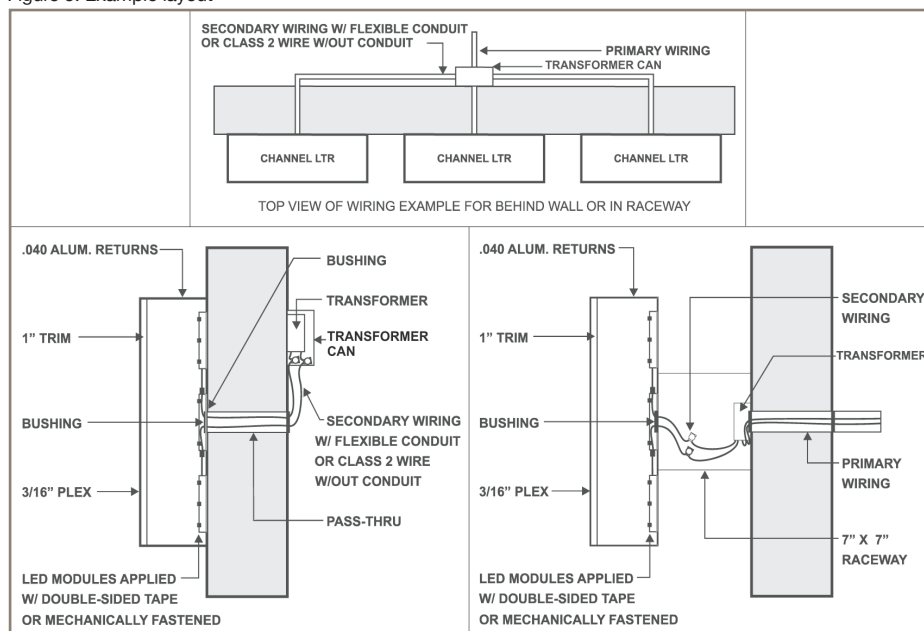 Figure 3. Example layout
SECONDARY WIRING W/ FLEXIBLE CONDUIT
OR CLASS 2 WIRE W/OUT CONDUIT
PRIMARY WIRING
TRANSFORMER CAN
CHANNEL LTR
CHANNEL LTR
CHANNEL LTR
TOP VIEW OF WIRING EXAMPLE FOR BEHIND WALL OR IN RACEWAY
.040 ALUM. RETURNS
BUSHING
TRANSFORMER
1” TRIM
TRANSFORMER
CAN
BUSHING
SECONDARY WIRING
W/ FLEXIBLE CONDUIT
OR CLASS 2 WIRE
W/OUT CONDUIT
3/16” PLEX
PASS-THRU
LED MODULES APPLIED
W/ DOUBLE-SIDED TAPE
OR MECHANICALLY FASTENED
.040 ALUM. RETURNS
SECONDARY
WIRING
1” TRIM
TRANSFORMER
BUSHING
PRIMARY
WIRING
3/16” PLEX
7” X 7”
RACEWAY
LED MODULES APPLIED
W/ DOUBLE-SIDED TAPE
OR MECHANICALLY FASTENED